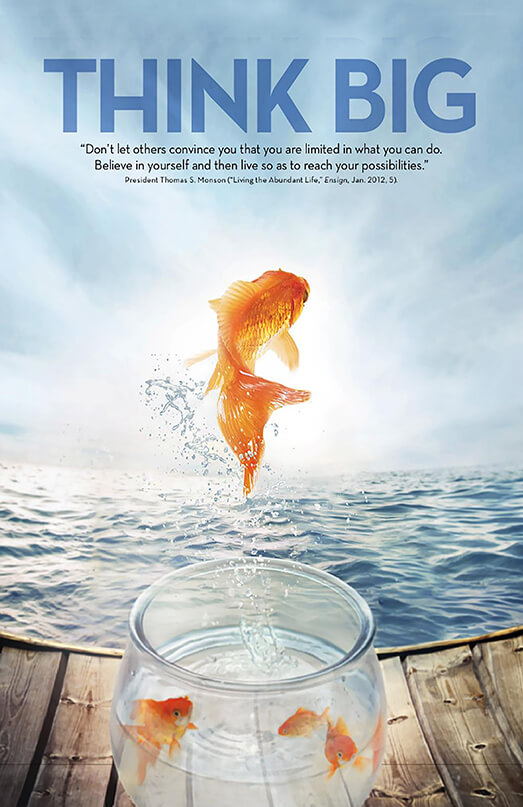 THINK BIG
“Don’t let others convince you that you are limited in what you can do.
Believe in yourself and then live so as to reach your possibilities.”
President Thomas S. Monson (“Living the Abundant Life,” Ensign, Jan. 2012, 5).